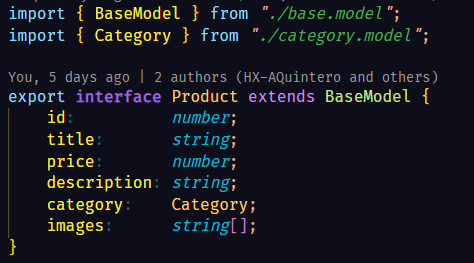 import { BaseModel } from "./base.model";
import { Category } from "./category.model";
You, 5 days ago | 2 authors (HX-AQuintero and others)
export interface Product extends BaseModel {
    id:          number;
    title:       string;
    price:       number;
    description: string;
    category:    Category;
    images:      string[];
}